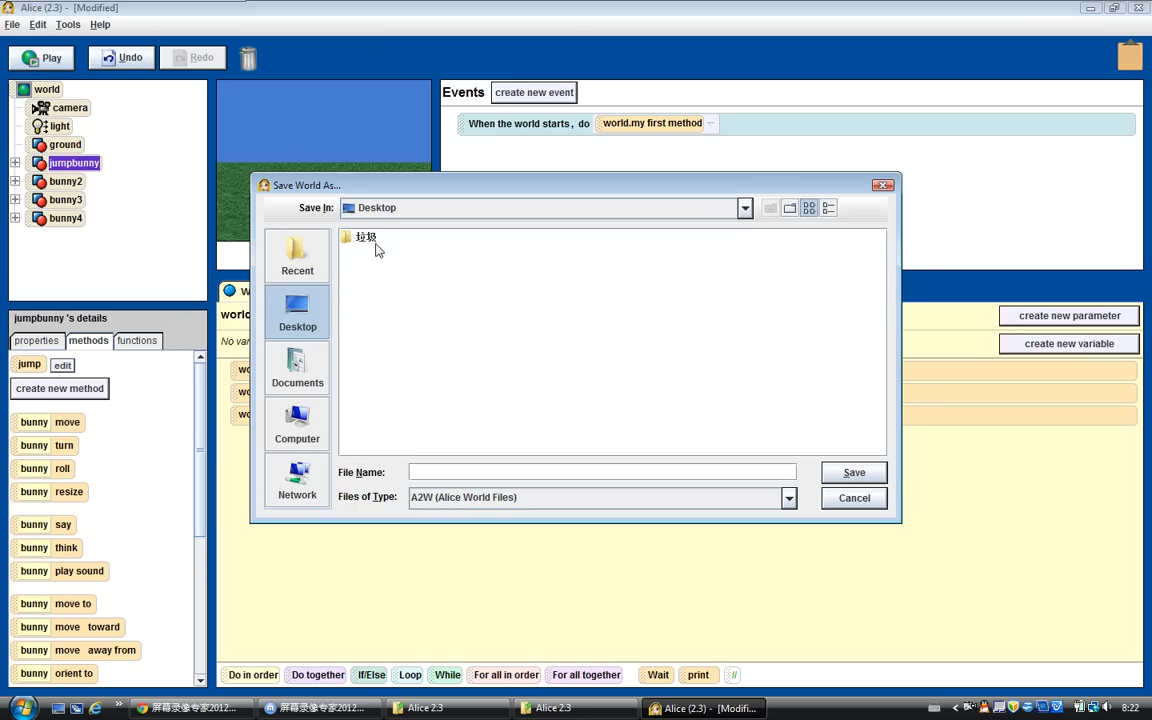 Alice (2.3) - [Modified]
File Edit Tools Help
Play Undo Redo
world
camera
light
ground
jumpbunny
bunny2
bunny3
bunny4
Events create new event
When the world starts, do world.my first method
Save World As...
Save In: Desktop
垃圾
Recent
Desktop
Documents
Computer
Network
File Name: Save
Files of Type: A2W (Alice World Files) Cancel
jumpbunny 's details
properties methods functions
jump edit
create new method
bunny move
bunny turn
bunny roll
bunny resize
bunny say
bunny think
bunny play sound
bunny move to
bunny move toward
bunny move away from
bunny orient to
create new parameter
create new variable
Do in order Do together If/Else Loop While For all in order For all together Wait print //
屏幕录像专家2012... 屏幕录像专家2012... Alice 2.3 Alice 2.3 Alice (2.3) - [Modifi... 8:22